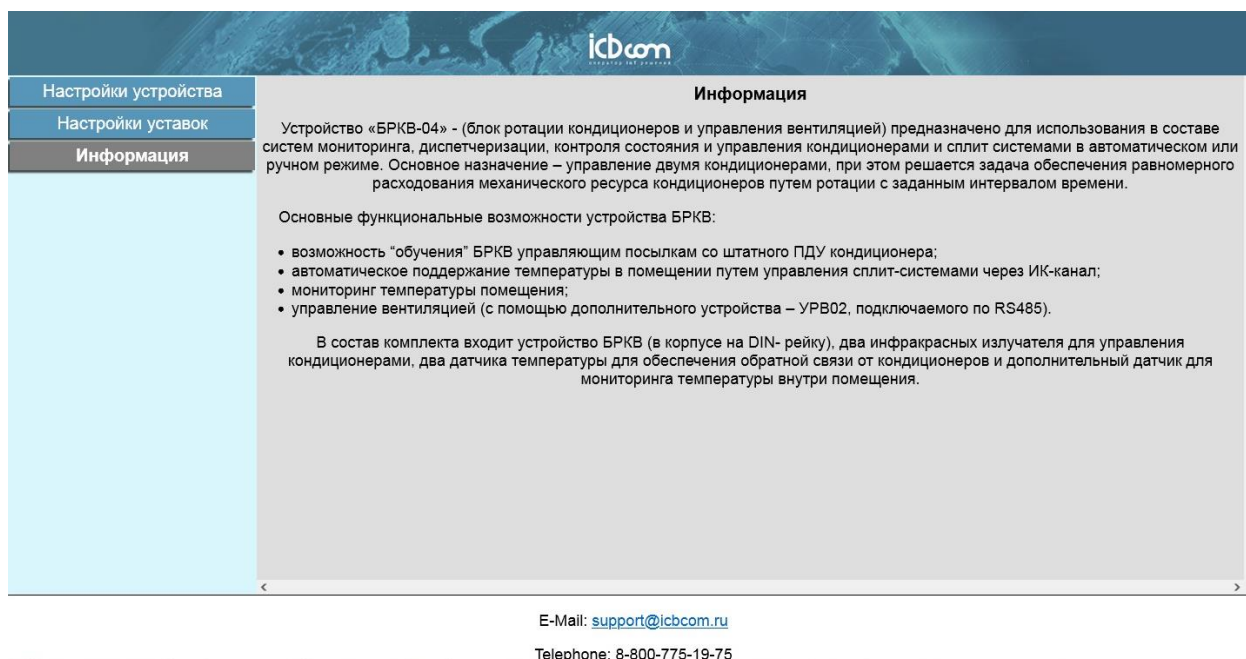 icbcom
Настройки устройства
Настройки уставок
Информация
Информация
Устройство «БРКВ-04» - (блок ротации кондиционеров и управления вентиляцией) предназначено для использования в составе
систем мониторинга, диспетчеризации, контроля состояния и управления кондиционерами и сплит системами в автоматическом или
ручном режиме. Основное назначение – управление двумя кондиционерами, при этом решается задача обеспечения равномерного
расходования механического ресурса кондиционеров путем ротации с заданным интервалом времени.
Основные функциональные возможности устройства БРКВ:
• возможность “обучения” БРКВ управляющим посылкам со штатного ПДУ кондиционера;
• автоматическое поддержание температуры в помещении путем управления сплит-системами через ИК-канал;
• мониторинг температуры помещения;
• управление вентиляцией (с помощью дополнительного устройства – УРВ02, подключаемого по RS485).
В состав комплекта входит устройство БРКВ (в корпусе на DIN- рейку), два инфракрасных излучателя для управления
кондиционерами, два датчика температуры для обеспечения обратной связи от кондиционеров и дополнительный датчик для
мониторинга температуры внутри помещения.
E-Mail: support@icbcom.ru
Telephone: 8-800-775-19-75